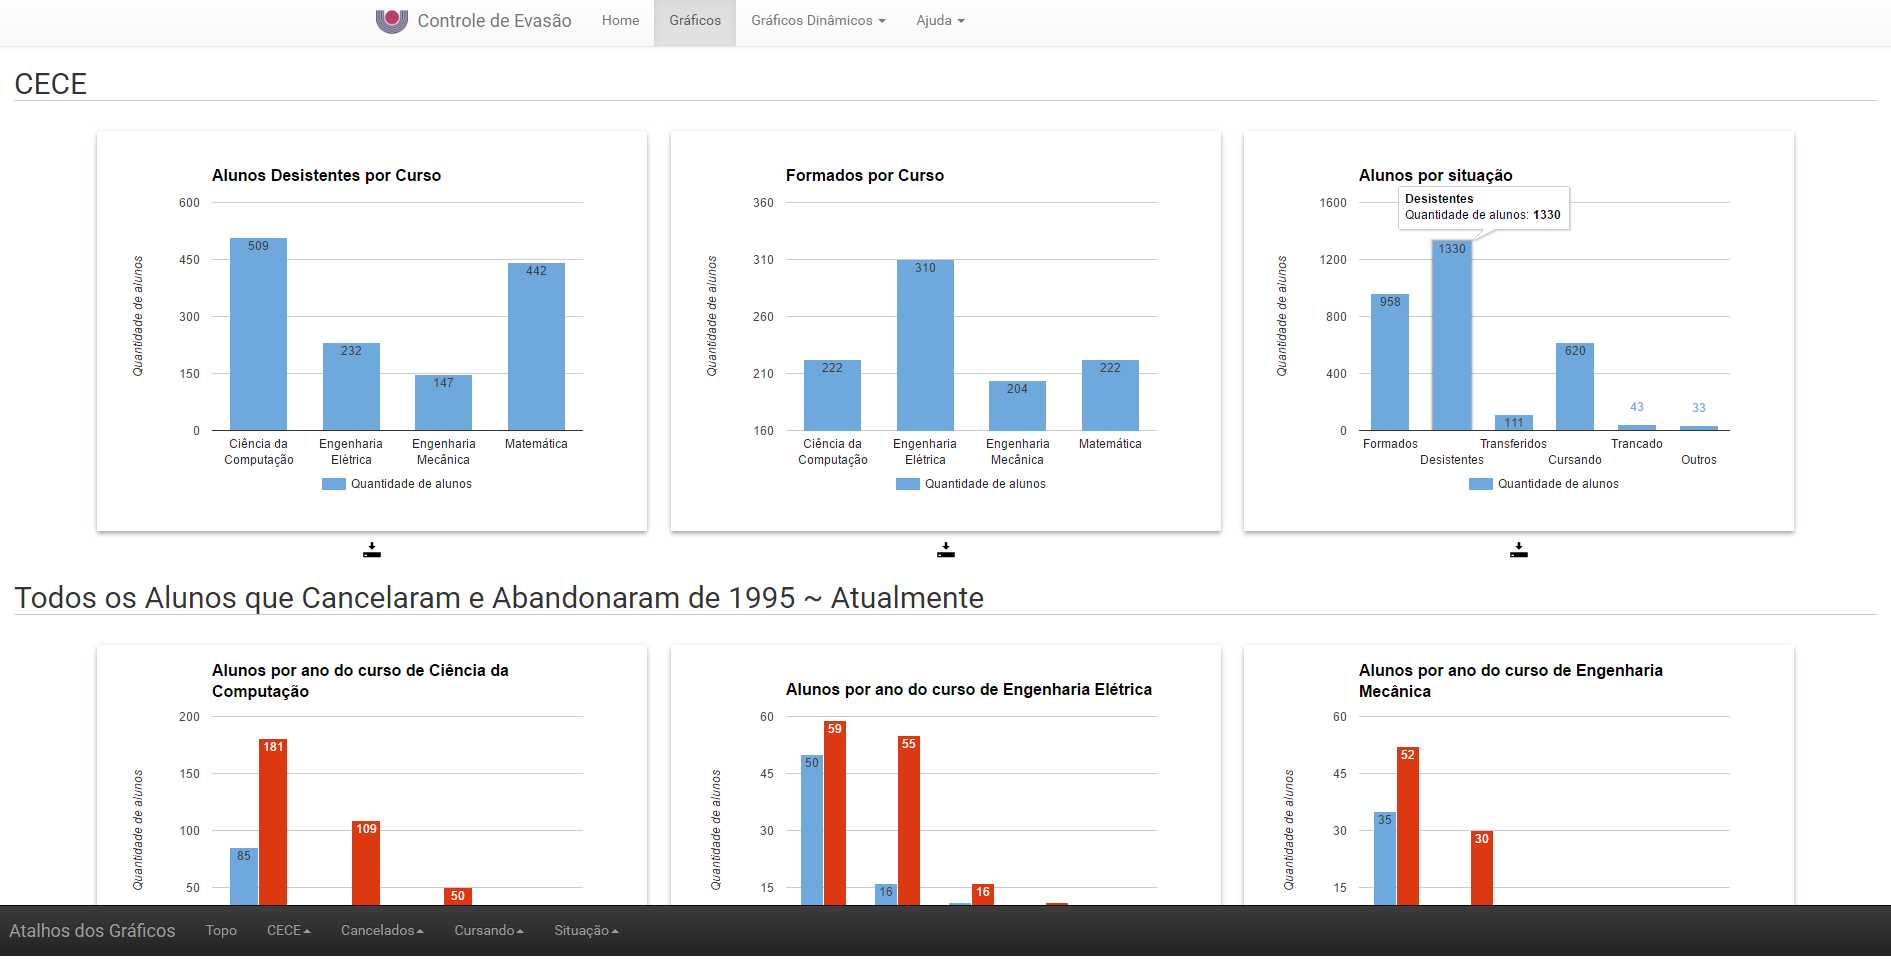 Controle de Evasão Home Gráficos Gráficos Dinâmicos Ajuda
CECE
Alunos Desistentes por Curso
Quantidade de alunos
600
450
300
150
0
509
232
147
442
Ciência da Computação
Engenharia Elétrica
Engenharia Mecânica
Matemática
Quantidade de alunos
Formados por Curso
Quantidade de alunos
360
310
260
210
160
222
310
204
222
Ciência da Computação
Engenharia Elétrica
Engenharia Mecânica
Matemática
Quantidade de alunos
Alunos por situação
Desistentes
Quantidade de alunos: 1330
Quantidade de alunos
1600
1200
800
400
0
958
1330
111
620
43
33
Formados
Desistentes
Transferidos
Cursando
Trancado
Outros
Quantidade de alunos
Todos os Alunos que Cancelaram e Abandonaram de 1995 ~ Atualmente
Alunos por ano do curso de Ciência da
Computação
Quantidade de alunos
200
150
100
50
85
181
109
50
Alunos por ano do curso de Engenharia Elétrica
Quantidade de alunos
60
45
30
15
50
59
16
55
16
Alunos por ano do curso de Engenharia
Mecânica
Quantidade de alunos
60
45
30
15
35
52
30
Atalhos dos Gráficos Topo CECE Cancelados Cursando Situação